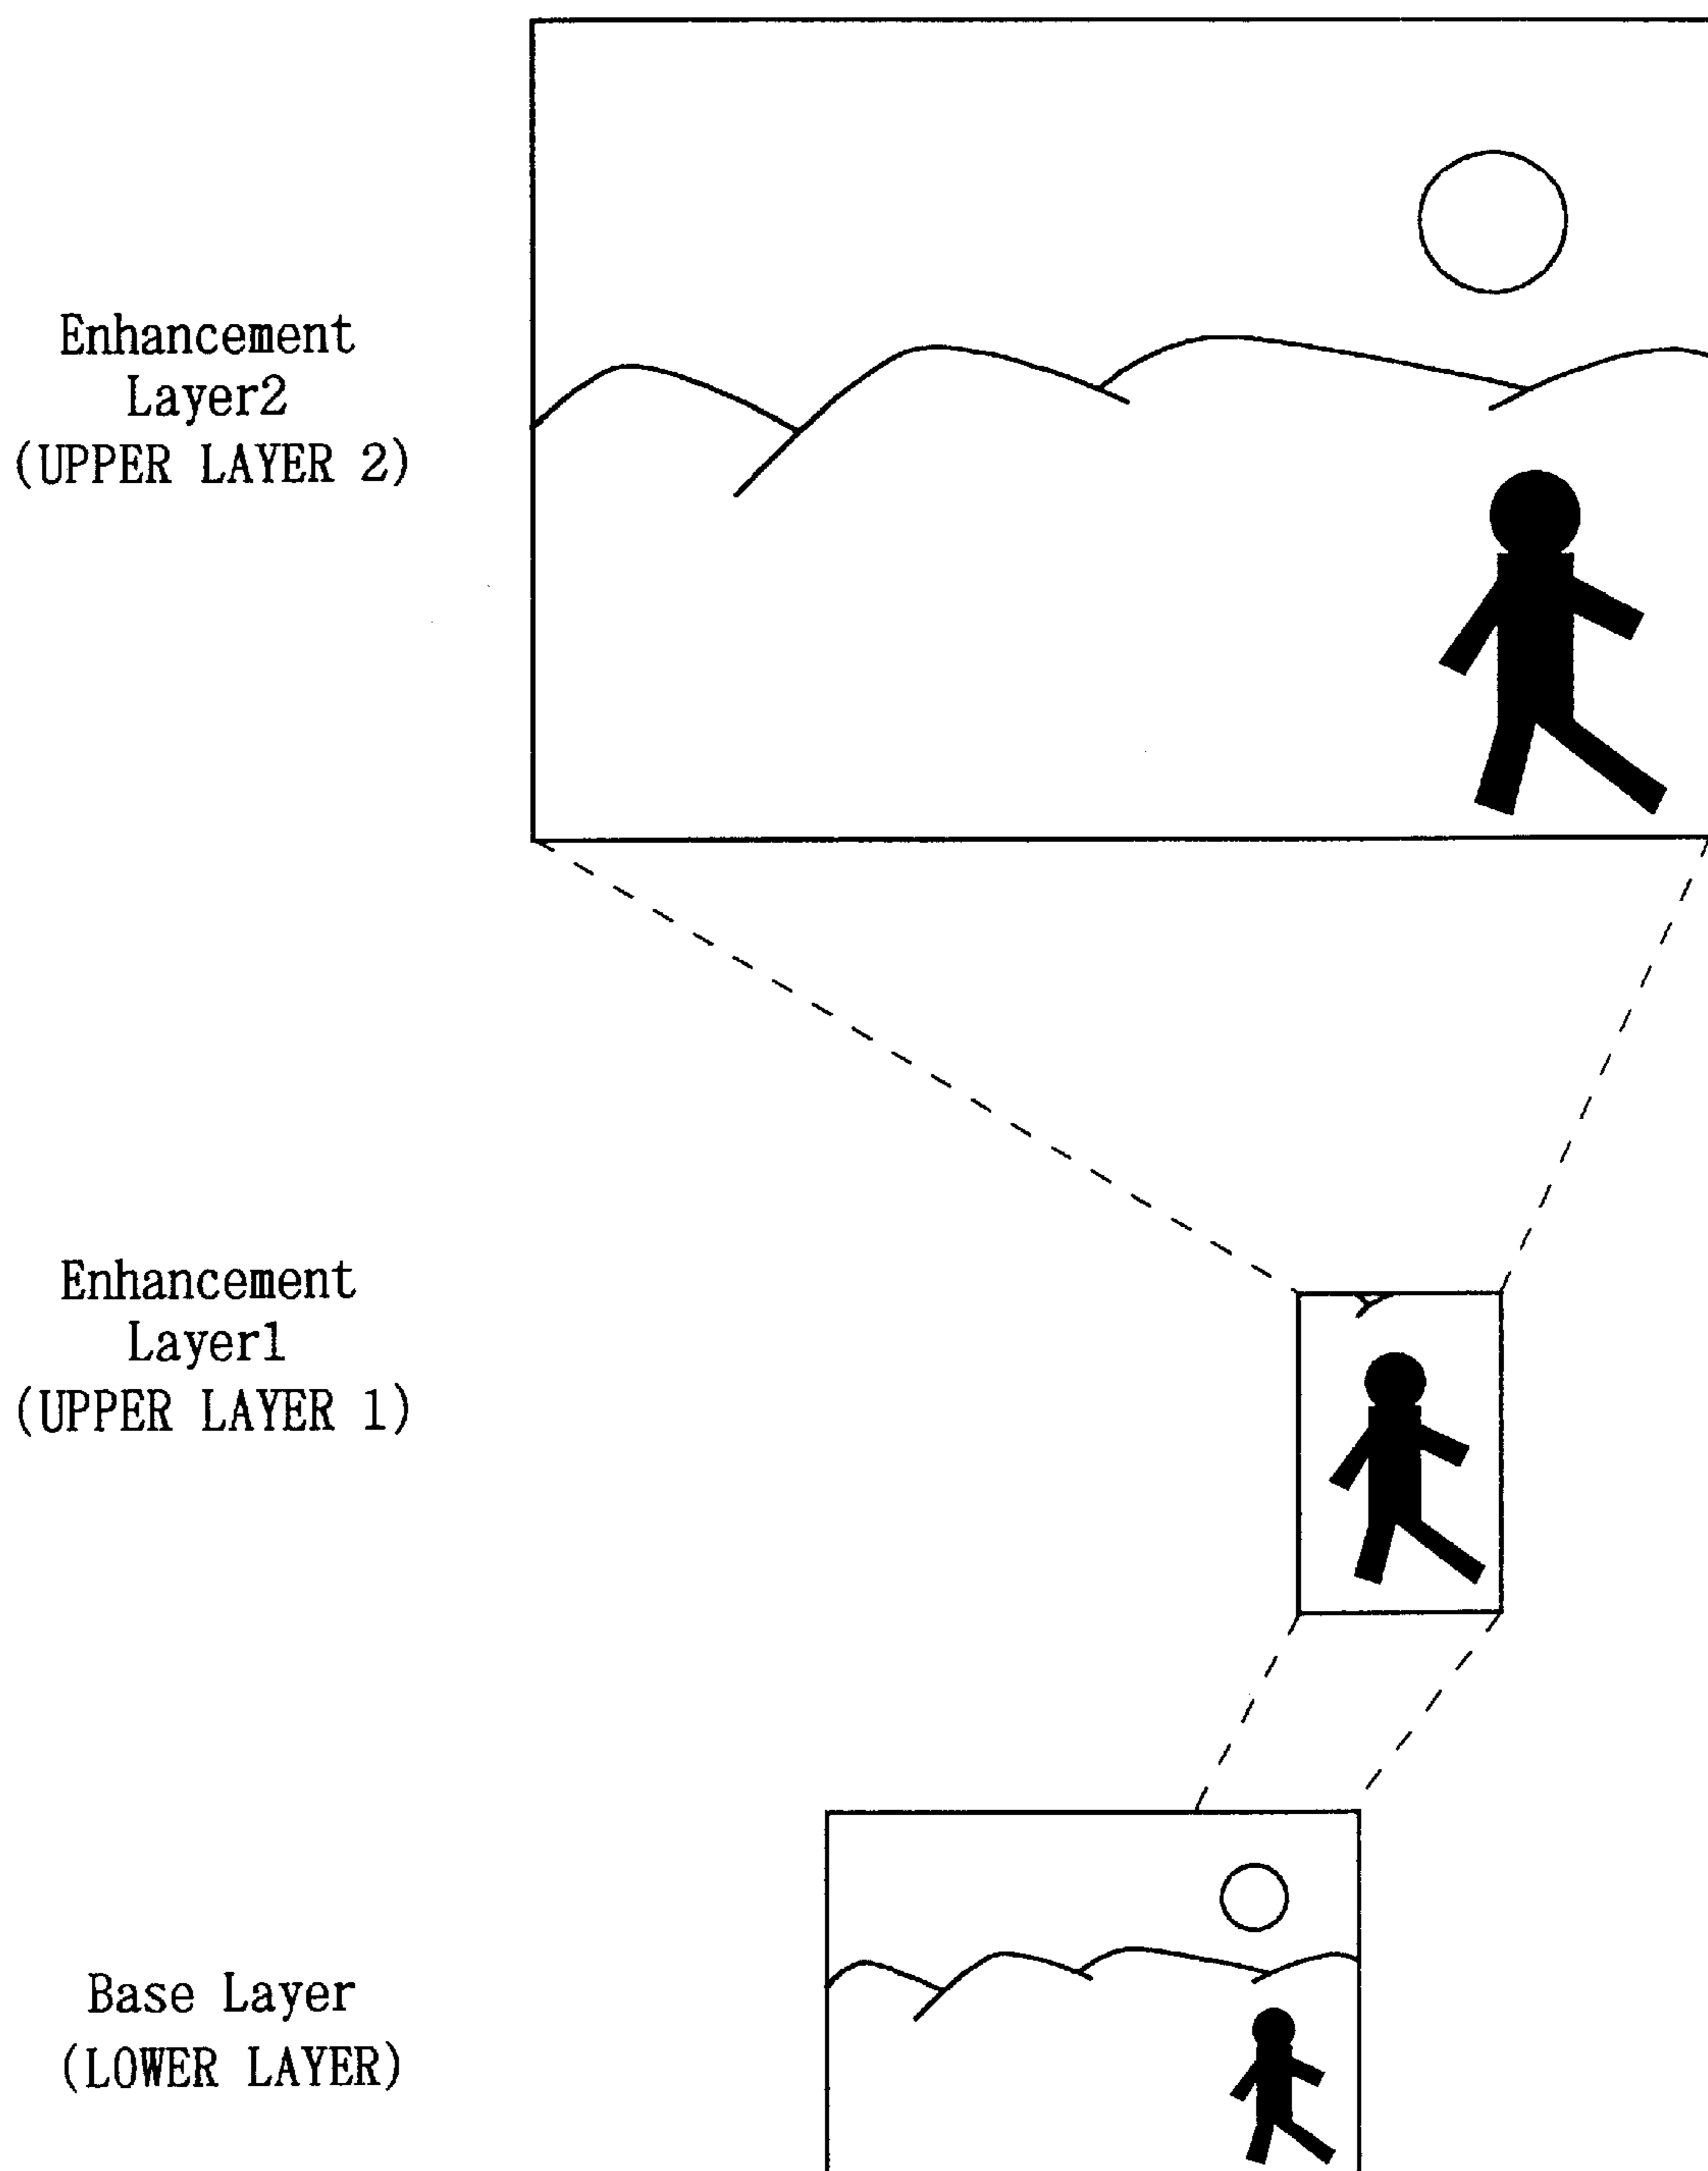 Enhancement
Layer2
(UPPER LAYER 2)
Enhancement
Layer1
(UPPER LAYER 1)
Base Layer
(LOWER LAYER)